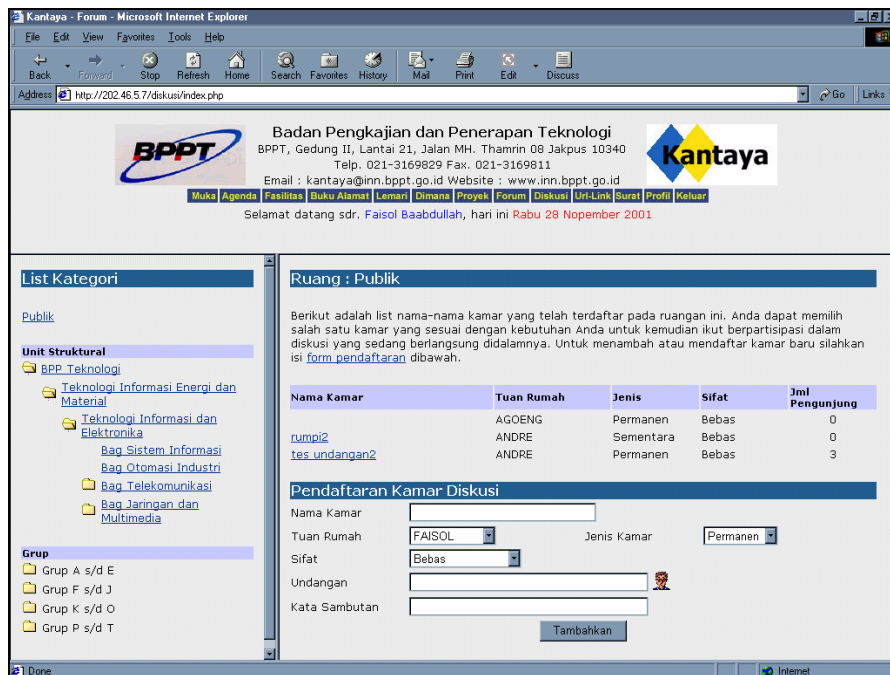 Kantaya - Forum - Microsoft Internet Explorer
File Edit View Favorites Tools Help
Back Forward Stop Refresh Home Search Favorites History Mail Print Edit Discuss
Address http://202.46.5.7/diskusi/index.php Go Links
BPPT
Badan Pengkajian dan Penerapan Teknologi
BPPT, Gedung II, Lantai 21, Jalan MH. Thamrin 08 Jakpus 10340
Telp. 021-3169829 Fax. 021-3169811
Email : kantaya@inn.bppt.go.id Website : www.inn.bppt.go.id
Kantaya
Muka Agenda Fasilitas Buku Alamat Lemari Dimana Proyek Forum Diskusi Url-Link Surat Profil Keluar
Selamat datang sdr. Faisol Baabdullah, hari ini Rabu 28 Nopember 2001
List Kategori
Publik
Unit Struktural
BPP Teknologi
Teknologi Informasi Energi dan
Material
Teknologi Informasi dan
Elektronika
Bag Sistem Informasi
Bag Otomasi Industri
Bag Telekomunikasi
Bag Jaringan dan
Multimedia
Grup
Grup A s/d E
Grup F s/d J
Grup K s/d O
Grup P s/d T
Ruang : Publik
Berikut adalah list nama-nama kamar yang telah terdaftar pada ruangan ini. Anda dapat memilih
salah satu kamar yang sesuai dengan kebutuhan Anda untuk kemudian ikut berpartisipasi dalam
diskusi yang sedang berlangsung didalamnya. Untuk menambah atau mendaftar kamar baru silahkan
isi form pendaftaran dibawah.
Nama Kamar Tuan Rumah Jenis Sifat Jml Pengunjung
AGOENG Permanen Bebas 0
rumpi2 ANDRE Sementara Bebas 0
tes undangan2 ANDRE Permanen Bebas 3
Pendaftaran Kamar Diskusi
Nama Kamar
Tuan Rumah FAISOL Jenis Kamar Permanen
Sifat Bebas
Undangan
Kata Sambutan
Tambahkan
Done Internet